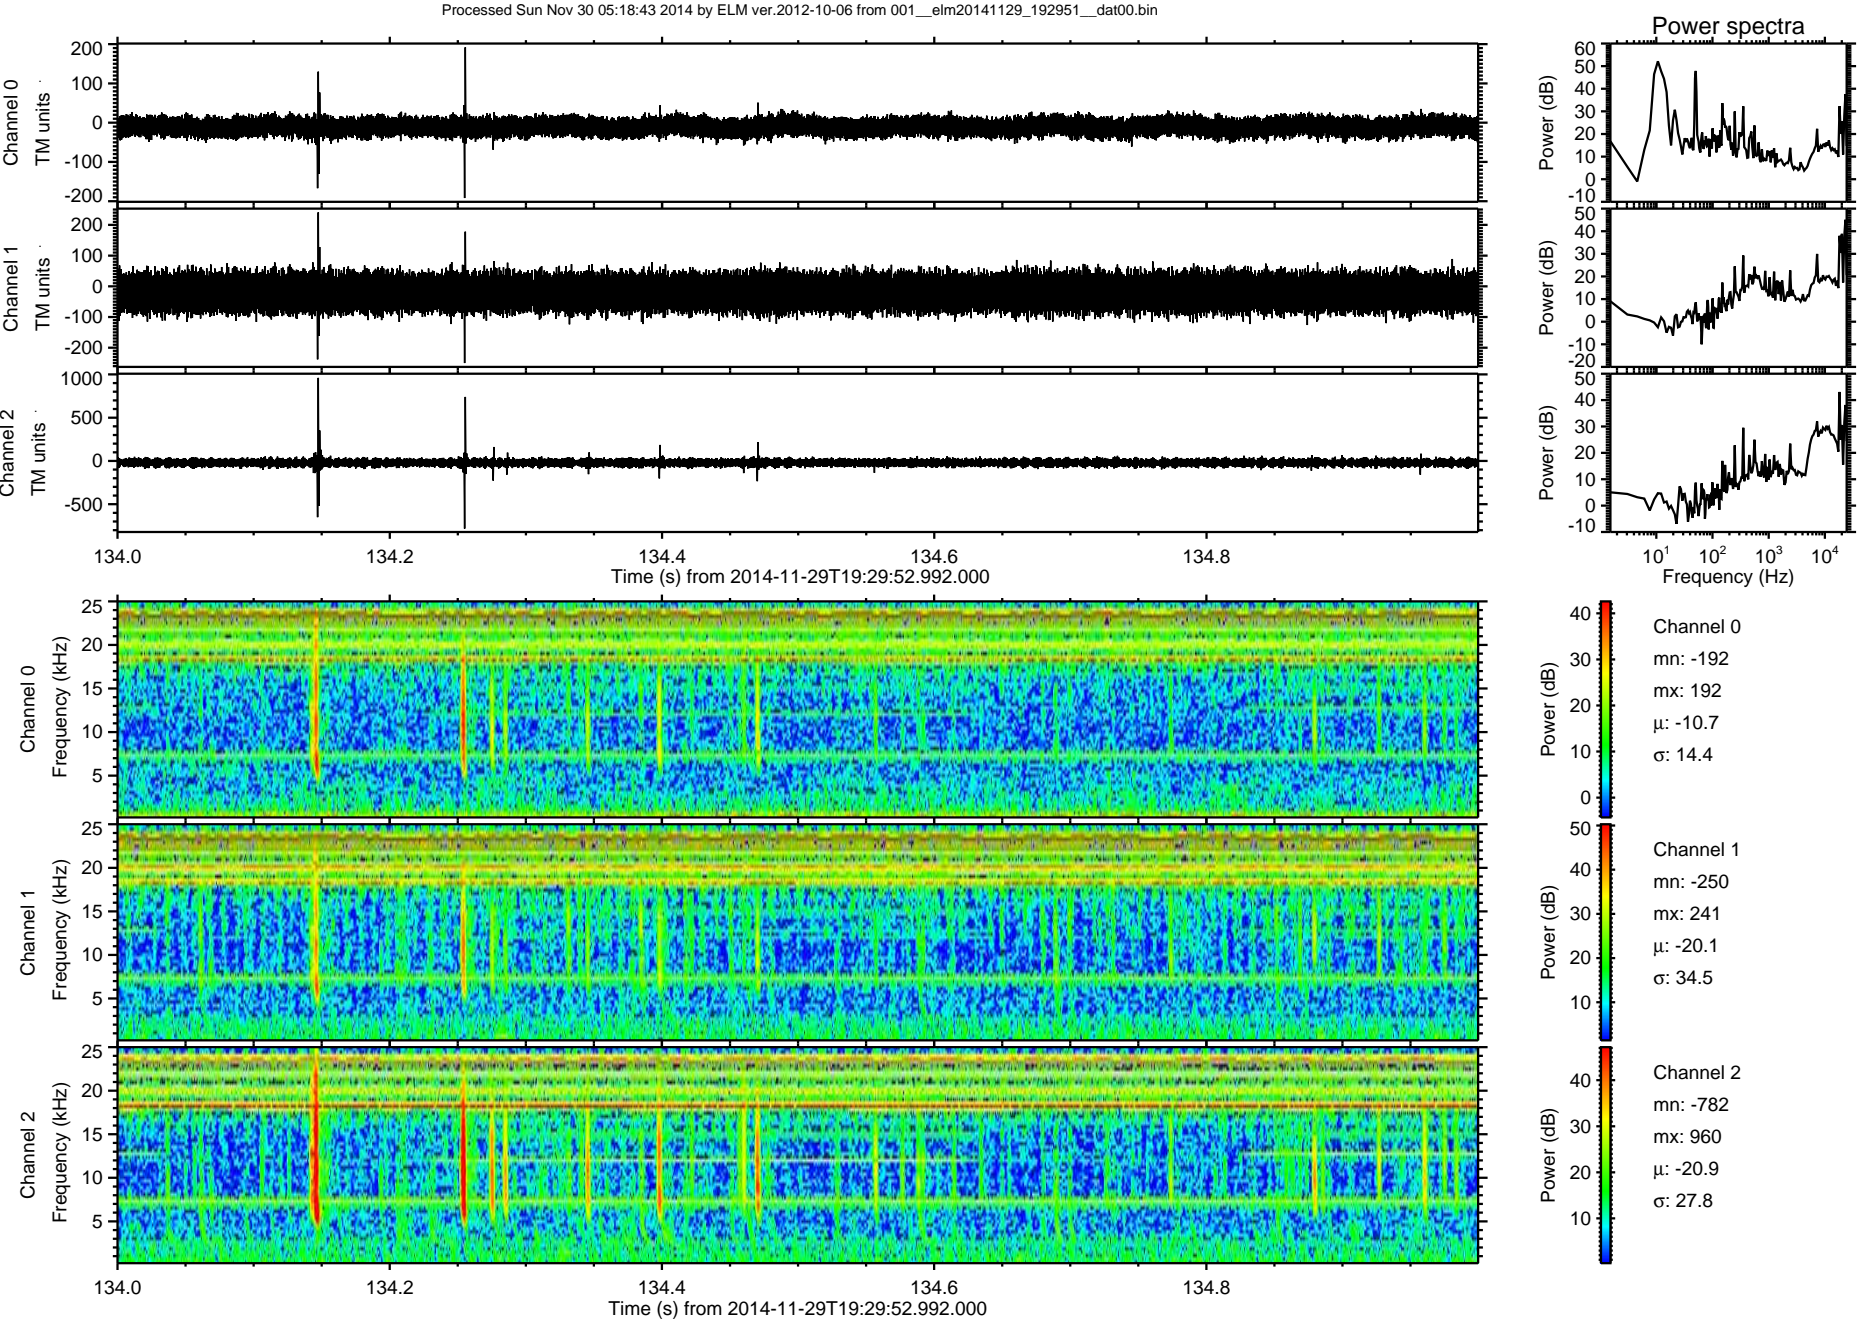 Processed Sun Nov 30 05:18:43 2014 by ELM ver.2012-10-06 from 001__elm20141129_192951__dat00.bin
Power spectra
Channel 0
TM units
200
100
0
-100
-200
Power (dB)
60
50
40
30
20
10
0
-10
Channel 1
TM units
200
100
0
-100
-200
Power (dB)
50
40
30
20
10
0
-10
-20
Channel 2
TM units
1000
500
0
-500
Power (dB)
50
40
30
20
10
0
-10
134.0 134.2 134.4 134.6 134.8
Time (s) from 2014-11-29T19:29:52.992.000
10¹ 10² 10³ 10⁴
Frequency (Hz)
Channel 0
Frequency (kHz)
25
20
15
10
5
Power (dB)
40
30
20
10
0
Channel 0
mn: -192
mx: 192
µ: -10.7
σ: 14.4
Channel 1
Frequency (kHz)
25
20
15
10
5
Power (dB)
50
40
30
20
10
Channel 1
mn: -250
mx: 241
µ: -20.1
σ: 34.5
Channel 2
Frequency (kHz)
25
20
15
10
5
Power (dB)
40
30
20
10
Channel 2
mn: -782
mx: 960
µ: -20.9
σ: 27.8
134.0 134.2 134.4 134.6 134.8
Time (s) from 2014-11-29T19:29:52.992.000